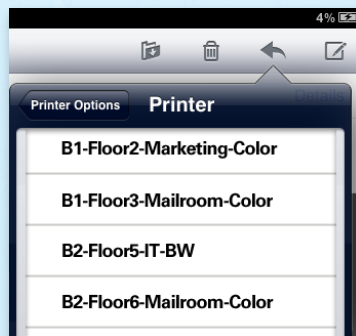 4%
Details
Printer Options
Printer
B1-Floor2-Marketing-Color
B1-Floor3-Mailroom-Color
B2-Floor5-IT-BW
B2-Floor6-Mailroom-Color